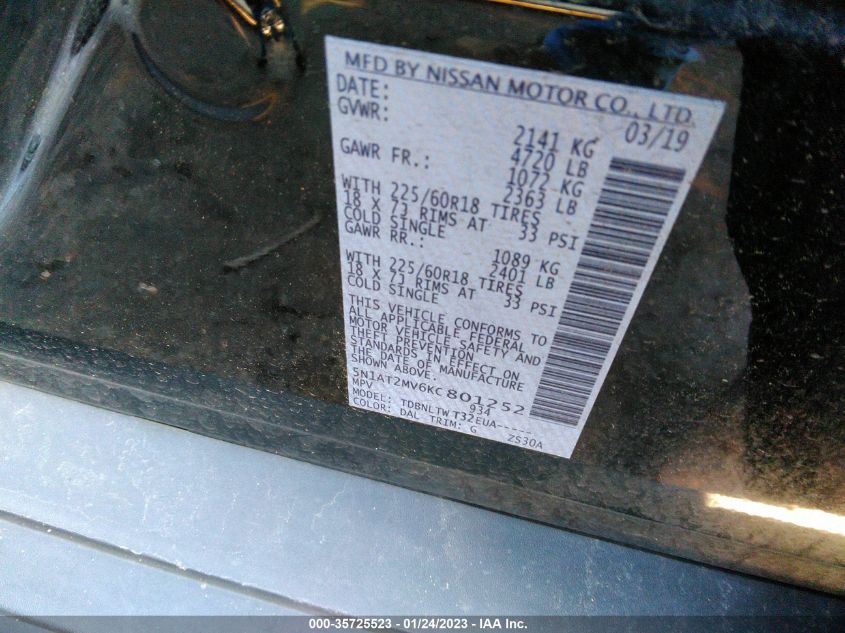 MFD BY NISSAN MOTOR CO., LTD.
DATE: 03/19
GVWR: 2141 KG
4720 LB
GAWR FR.: 1072 KG
2363 LB
WITH 225/60R18 TIRES
18 X 7J RIMS AT 33 PSI
COLD SINGLE
GAWR RR.: 1089 KG
2401 LB
WITH 225/60R18 TIRES
18 X 7J RIMS AT 33 PSI
COLD SINGLE
THIS VEHICLE CONFORMS TO
ALL APPLICABLE FEDERAL
MOTOR VEHICLE SAFETY AND
THEFT PREVENTION
STANDARDS IN EFFECT ON
THE DATE OF MANUFACTURE
SHOWN ABOVE.
5N1AT2MV6KC801252
MPV 934
MODEL: TDBNLTWT32EUA-----
COLOR: DAL TRIM: G ZS30A
000-35725523 - 01/24/2023 - IAA Inc.